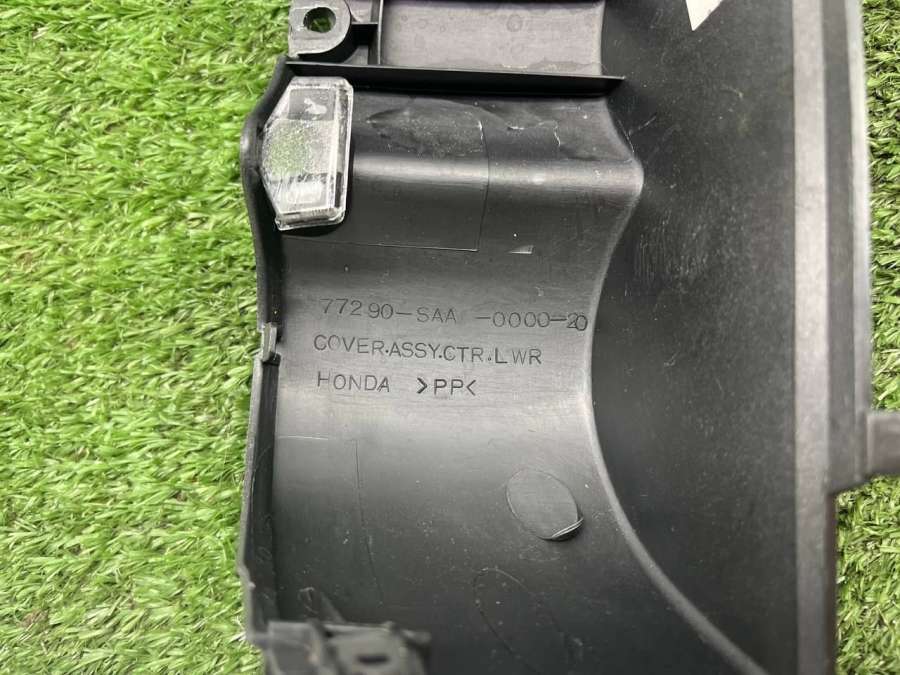 77290-SAA -0000-20
COVER.ASSY.CTR.LWR
HONDA >PP<